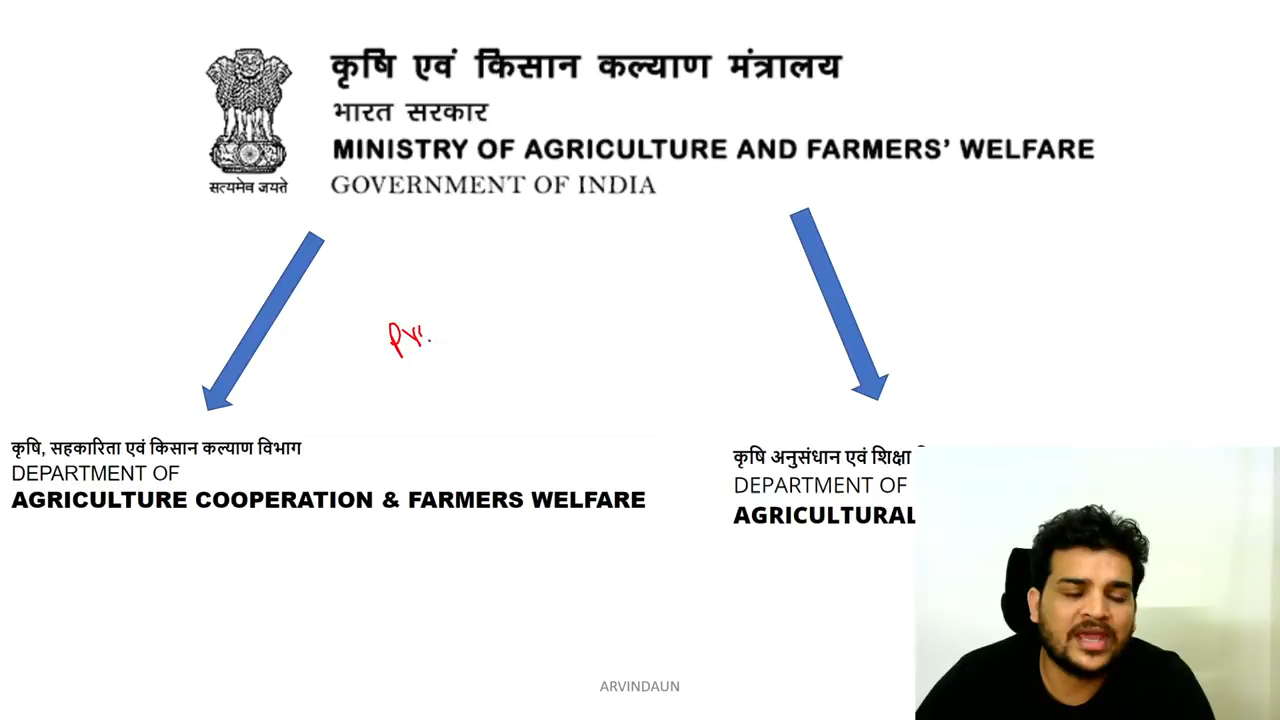 कृषि एवं किसान कल्याण मंत्रालय
भारत सरकार
MINISTRY OF AGRICULTURE AND FARMERS’ WELFARE
GOVERNMENT OF INDIA
सत्यमेव जयते
Pr
कृषि, सहकारिता एवं किसान कल्याण विभाग
DEPARTMENT OF
AGRICULTURE COOPERATION & FARMERS WELFARE
कृषि अनुसंधान एवं शिक्षा
DEPARTMENT OF
AGRICULTURAL
ARVINDAUN